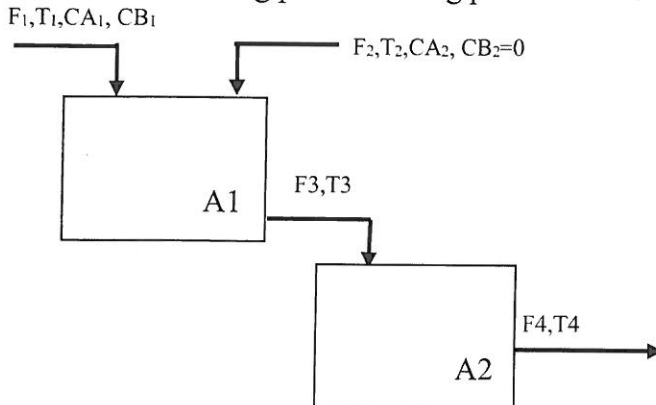 F₁,T₁,CA₁, CB₁
F₂,T₂,CA₂, CB₂=0
A1
F3,T3
F4,T4
A2